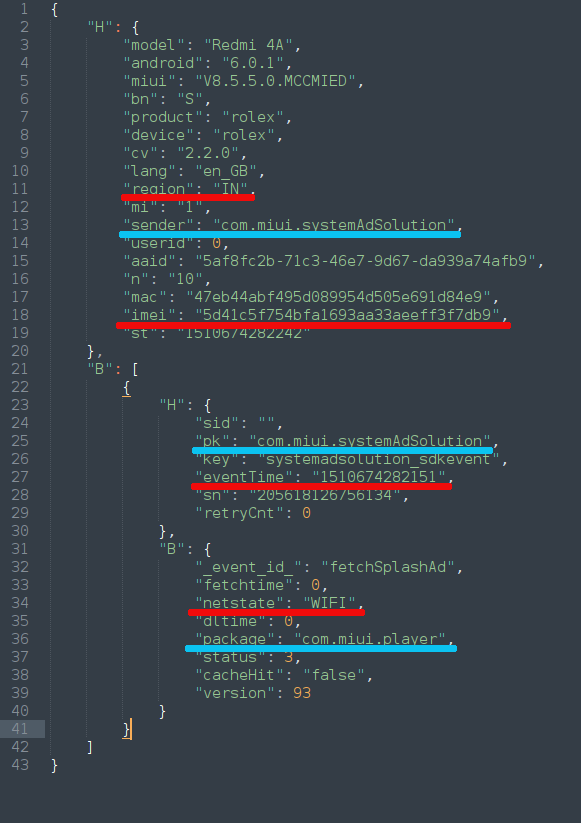 1 {
2 "H": {
3 "model": "Redmi 4A",
4 "android": "6.0.1",
5 "miui": "V8.5.5.0.MCCMIED",
6 "bn": "S",
7 "product": "rolex",
8 "device": "rolex",
9 "cv": "2.2.0",
10 "lang": "en_GB",
11 "region": "IN",
12 "mi": "1",
13 "sender": "com.miui.systemAdSolution",
14 "userid": 0,
15 "aaid": "5af8fc2b-71c3-46e7-9d67-da939a74afb9",
16 "n": "10",
17 "mac": "47eb44abf495d089954d505e691d84e9",
18 "imei": "5d41c5f754bfa1693aa33aeeff3f7db9",
19 "st": "1510674282242"
20 },
21 "B": [
22 {
23 "H": {
24 "sid": "",
25 "pk": "com.miui.systemAdSolution",
26 "key": "systemadsolution_sdkevent",
27 "eventTime": "1510674282151",
28 "sn": "205618126756134",
29 "retryCnt": 0
30 },
31 "B": {
32 "_event_id_": "fetchSplashAd",
33 "fetchtime": 0,
34 "netstate": "WIFI",
35 "dltime": 0,
36 "package": "com.miui.player",
37 "status": 3,
38 "cacheHit": "false",
39 "version": 93
40 }
41 }
42 ]
43 }